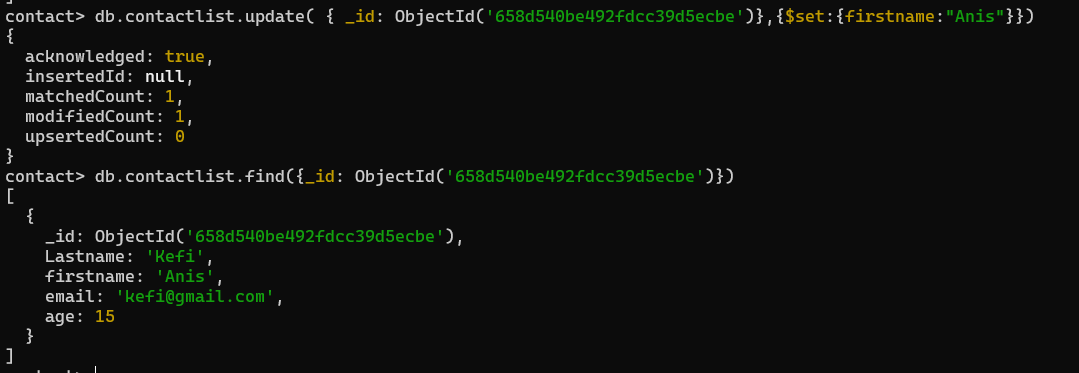 contact> db.contactlist.update( { _id: ObjectId('658d540be492fdcc39d5ecbe')},{$set:{firstname:"Anis"}})
{
  acknowledged: true,
  insertedId: null,
  matchedCount: 1,
  modifiedCount: 1,
  upsertedCount: 0
}
contact> db.contactlist.find({_id: ObjectId('658d540be492fdcc39d5ecbe')})
[
  {
    _id: ObjectId('658d540be492fdcc39d5ecbe'),
    Lastname: 'Kefi',
    firstname: 'Anis',
    email: 'kefi@gmail.com',
    age: 15
  }
]